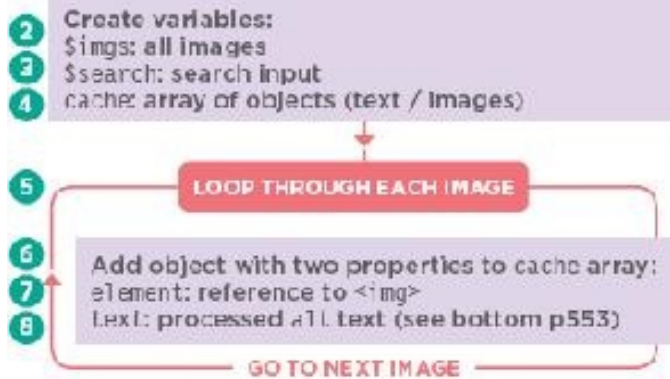 Create variables:
2 $imgs: all images
3 $search: search input
4 cache: array of objects (text / images)
5 LOOP THROUGH EACH IMAGE
6 Add object with two properties to cache array:
7 element: reference to <img>
8 text: processed alt text (see bottom p553)
GO TO NEXT IMAGE